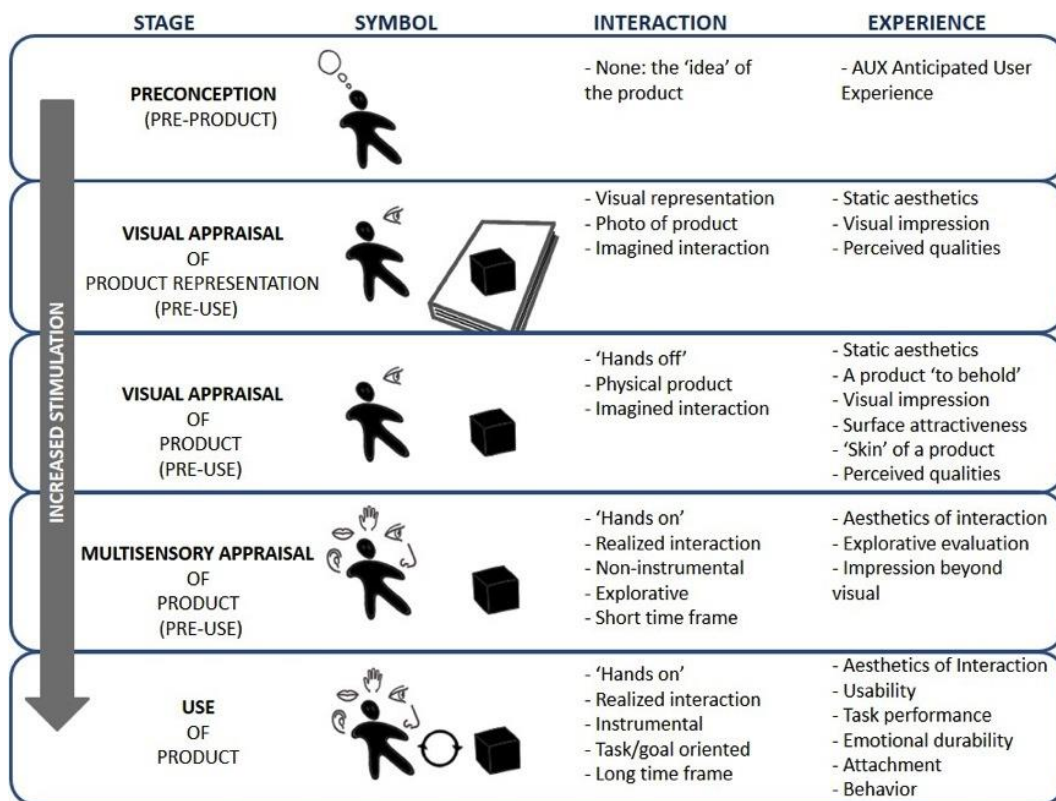 STAGE SYMBOL INTERACTION EXPERIENCE
INCREASED STIMULATION
PRECONCEPTION
(PRE-PRODUCT)
- None: the ‘idea’ of
the product
- AUX Anticipated User
Experience
VISUAL APPRAISAL
OF
PRODUCT REPRESENTATION
(PRE-USE)
- Visual representation
- Photo of product
- Imagined interaction
- Static aesthetics
- Visual impression
- Perceived qualities
VISUAL APPRAISAL
OF
PRODUCT
(PRE-USE)
- ‘Hands off’
- Physical product
- Imagined interaction
- Static aesthetics
- A product ‘to behold’
- Visual impression
- Surface attractiveness
- ‘Skin’ of a product
- Perceived qualities
MULTISENSORY APPRAISAL
OF
PRODUCT
(PRE-USE)
- ‘Hands on’
- Realized interaction
- Non-instrumental
- Explorative
- Short time frame
- Aesthetics of interaction
- Explorative evaluation
- Impression beyond
visual
USE
OF
PRODUCT
- ‘Hands on’
- Realized interaction
- Instrumental
- Task/goal oriented
- Long time frame
- Aesthetics of Interaction
- Usability
- Task performance
- Emotional durability
- Attachment
- Behavior